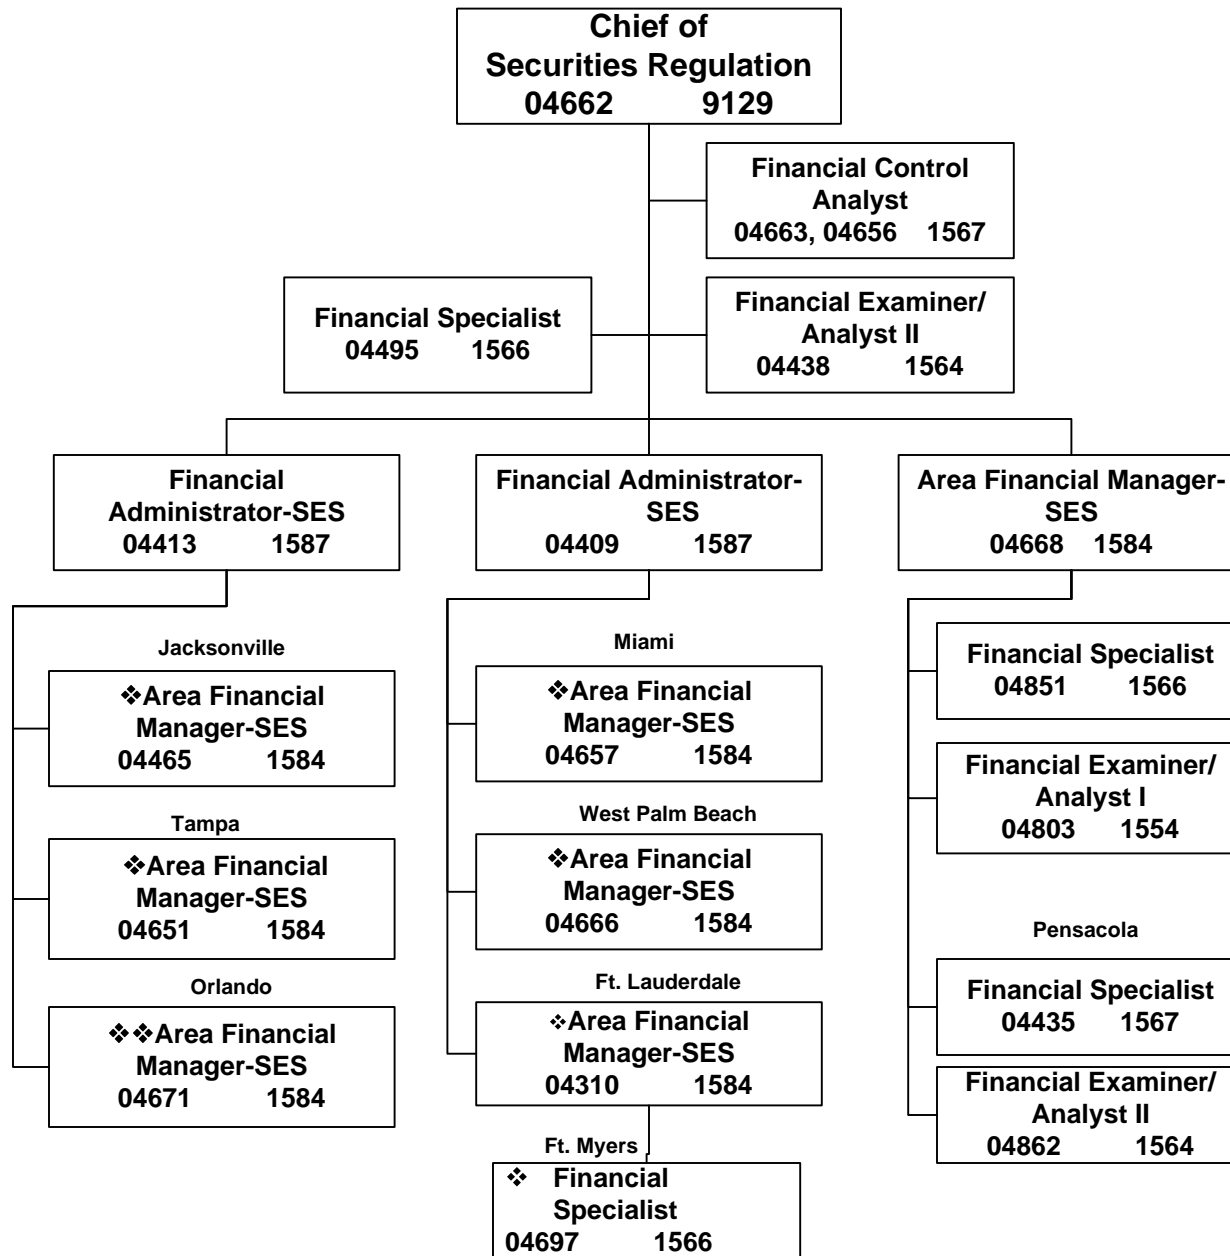 Chief of
Securities Regulation
04662 9129
Financial Control
Analyst
04663, 04656 1567
Financial Specialist
04495 1566
Financial Examiner/
Analyst II
04438 1564
Financial
Administrator-SES
04413 1587
Financial Administrator-
SES
04409 1587
Area Financial Manager-
SES
04668 1584
Jacksonville
❖Area Financial
Manager-SES
04465 1584
Tampa
❖Area Financial
Manager-SES
04651 1584
Orlando
❖❖Area Financial
Manager-SES
04671 1584
Miami
❖Area Financial
Manager-SES
04657 1584
West Palm Beach
❖Area Financial
Manager-SES
04666 1584
Ft. Lauderdale
❖Area Financial
Manager-SES
04310 1584
Ft. Myers
❖ Financial
Specialist
04697 1566
Financial Specialist
04851 1566
Financial Examiner/
Analyst I
04803 1554
Pensacola
Financial Specialist
04435 1567
Financial Examiner/
Analyst II
04862 1564